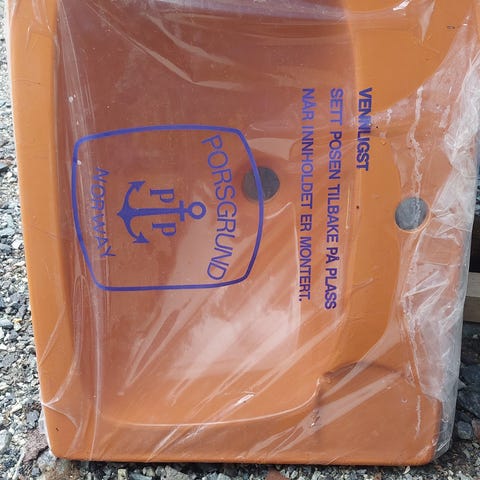 VENNLIGST
SETT POSEN TILBAKE PÅ PLASS
NÅR INNHOLDET ER MONTERT.
PORSGRUND
P P
NORWAY